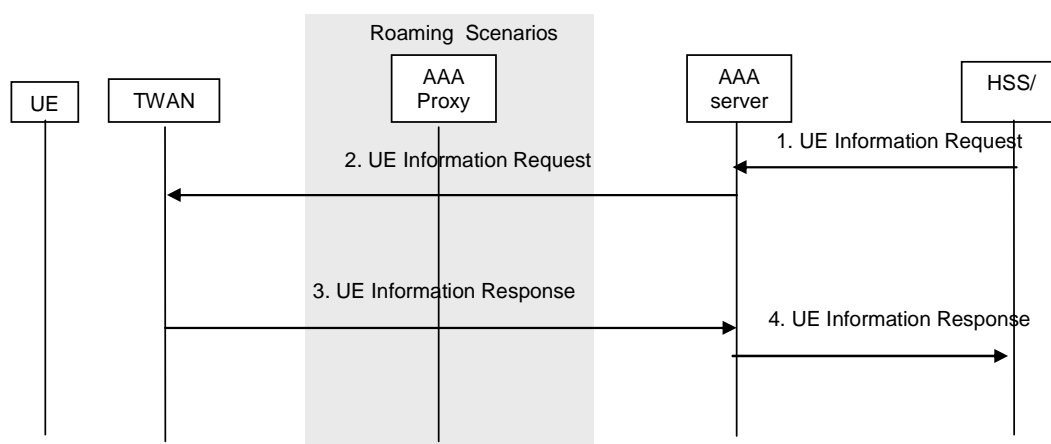 Roaming Scenarios
UE
TWAN
AAA
Proxy
AAA
server
HSS/
1. UE Information Request
2. UE Information Request
3. UE Information Response
4. UE Information Response